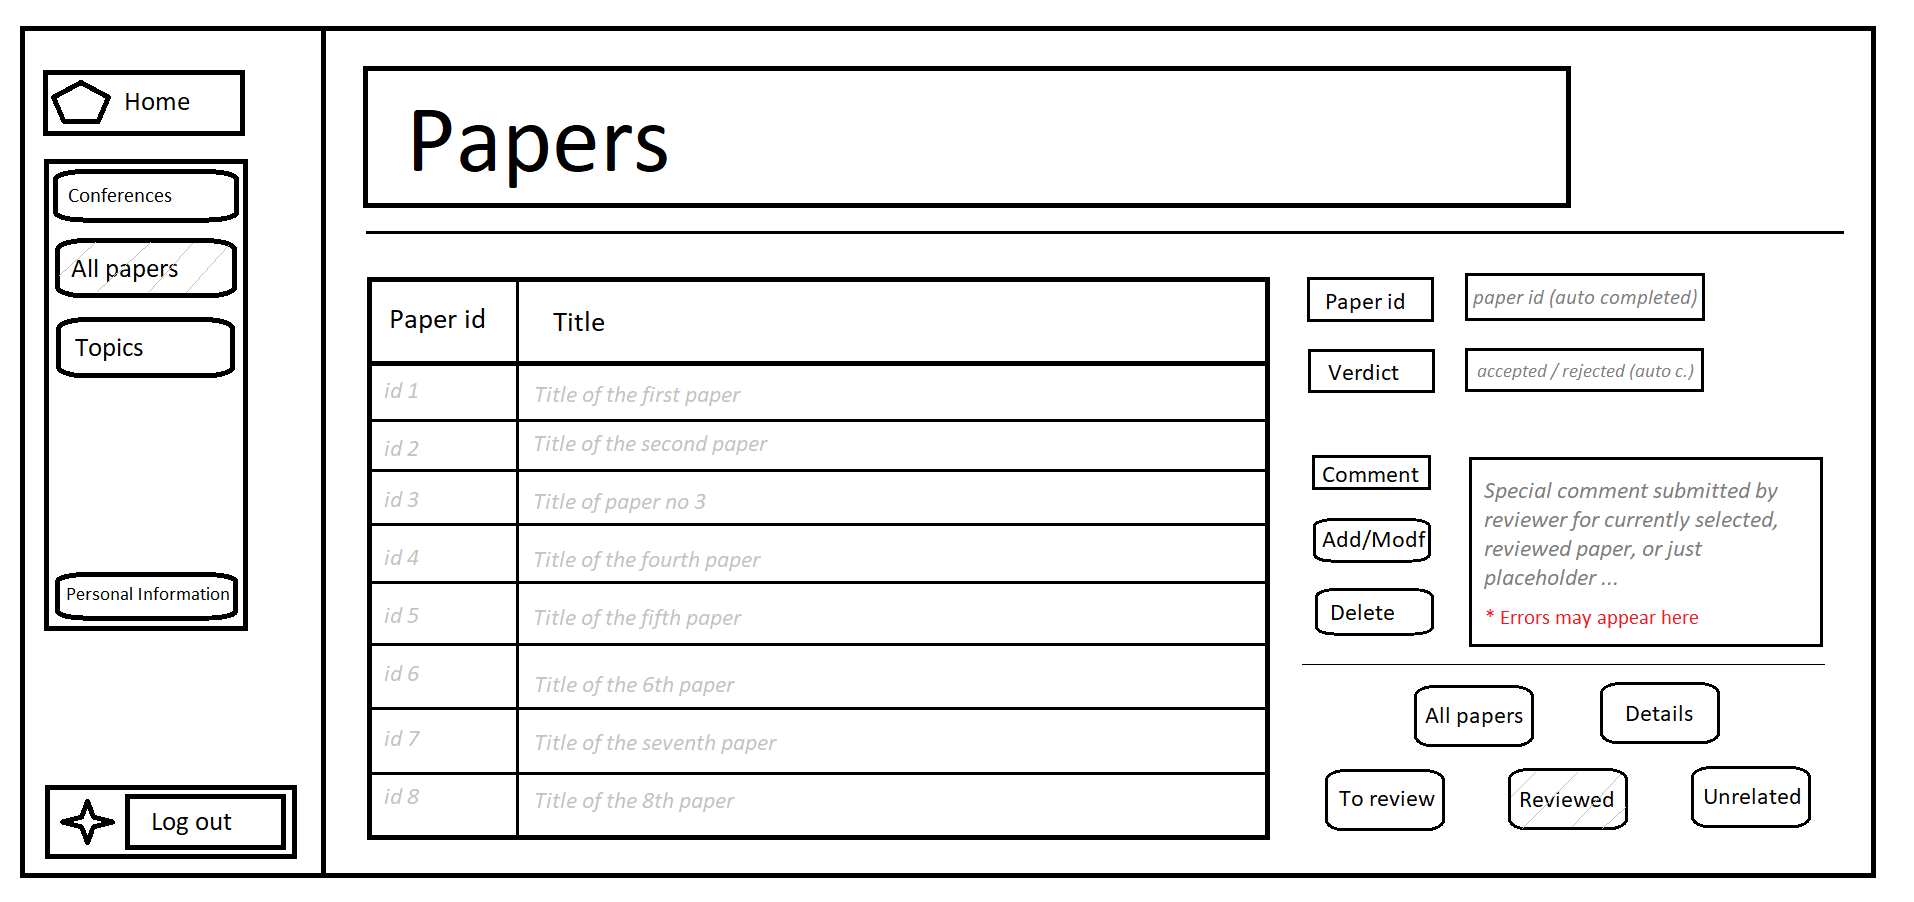 Home
Conferences
All papers
Topics
Personal Information
Log out
Papers
Paper id Title
id 1 Title of the first paper
id 2 Title of the second paper
id 3 Title of paper no 3
id 4 Title of the fourth paper
id 5 Title of the fifth paper
id 6 Title of the 6th paper
id 7 Title of the seventh paper
id 8 Title of the 8th paper
Paper id paper id (auto completed)
Verdict accepted / rejected (auto c.)
Comment
Add/Modf
Delete
Special comment submitted by
reviewer for currently selected,
reviewed paper, or just
placeholder ...
* Errors may appear here
All papers Details
To review Reviewed Unrelated